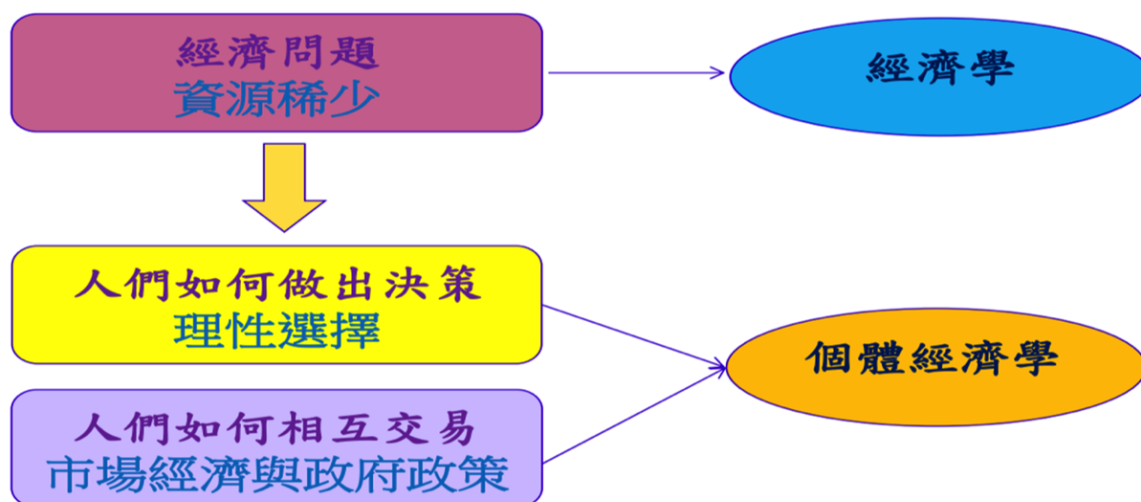 經濟問題
資源稀少
經濟學
人們如何做出決策
理性選擇
個體經濟學
人們如何相互交易
市場經濟與政府政策